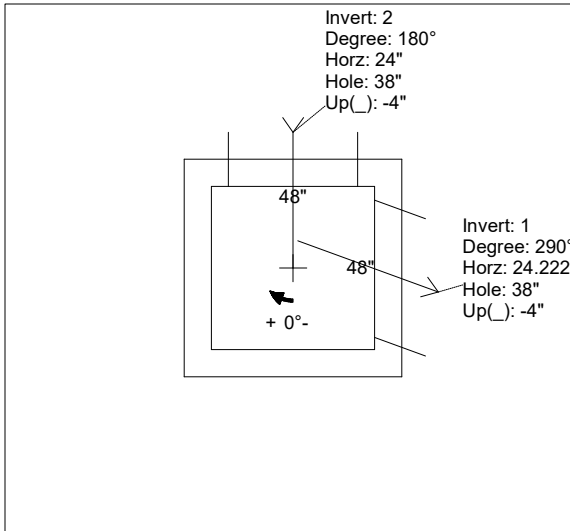 Invert: 2
Degree: 180°
Horz: 24"
Hole: 38"
Up(_): -4"
48"
48"
Invert: 1
Degree: 290°
Horz: 24.222
Hole: 38"
Up(_): -4"
+ 0°-